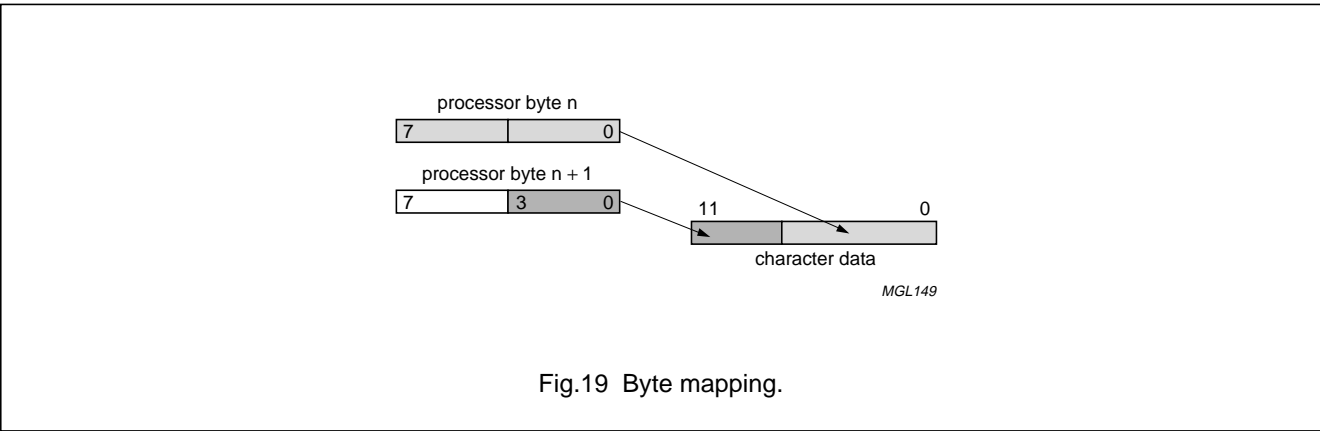 processor byte n
7 0
processor byte n + 1
7 3 0
11 0
character data
MGL149
Fig.19 Byte mapping.